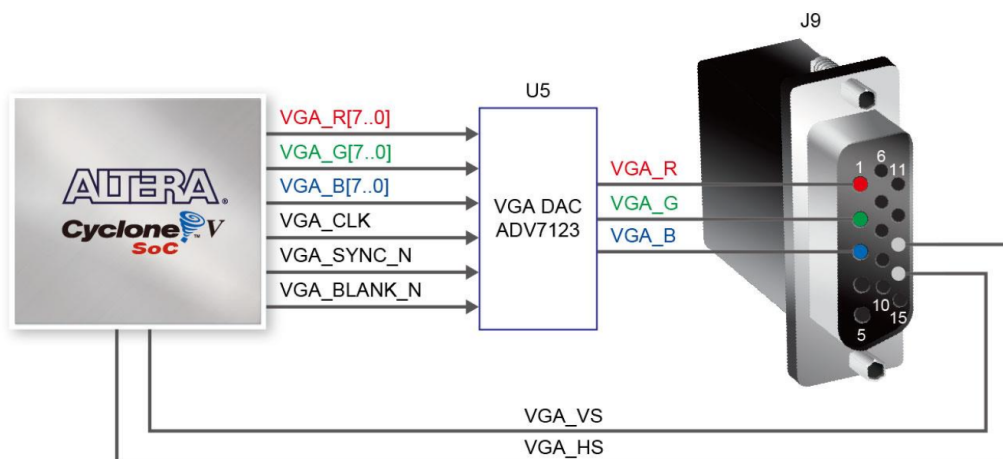 J9
U5
VGA_R[7..0]
VGA_G[7..0]
VGA_B[7..0]
VGA_CLK
VGA_SYNC_N
VGA_BLANK_N
ALTERA®
Cyclone™ V
SoC
VGA DAC
ADV7123
VGA_R
VGA_G
VGA_B
1
6
11
5
10
15
VGA_VS
VGA_HS